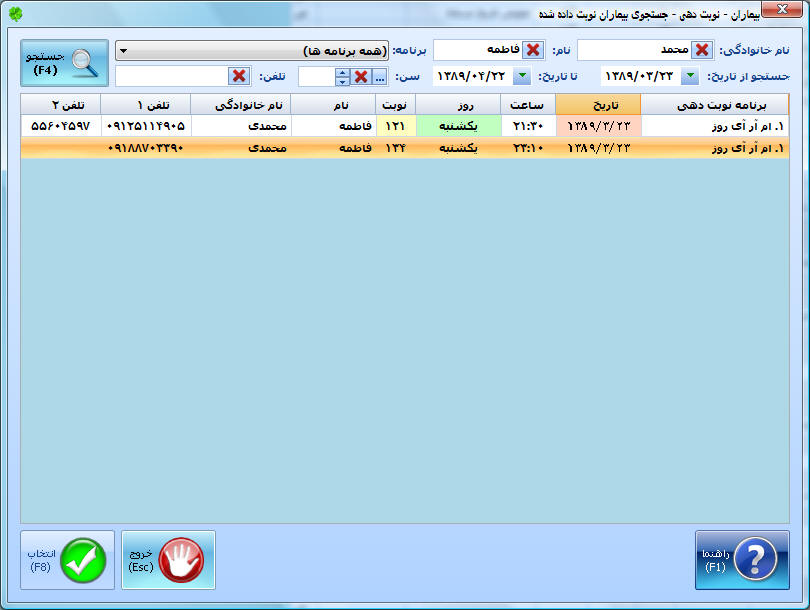 بیماران - نوبت دهی - جستجوی بیماران نوبت داده شده
نام خانوادگی: محمد نام: فاطمه برنامه: (همه برنامه ها)
جستجو از تاریخ: ۱۳۸۹/۰۳/۲۳ تا تاریخ: ۱۳۸۹/۰۴/۲۲ سن: ... تلفن:
جستجو
(F4)
برنامه نوبت دهی تاریخ ساعت روز نوبت نام نام خانوادگی تلفن ۱ تلفن ۲
۱. ام آر آی روز ۱۳۸۹/۳/۲۳ ۲۱:۳۰ یکشنبه ۱۲۱ فاطمه محمدی ۰۹۱۲۵۱۱۴۹۰۵ ۵۵۶۰۴۵۹۷
۱. ام آر آی روز ۱۳۸۹/۳/۲۳ ۲۳:۱۰ یکشنبه ۱۳۴ فاطمه محمدی ۰۹۱۸۸۷۰۳۳۹۰
راهنما
(F1)
خروج
(Esc)
انتخاب
(F8)